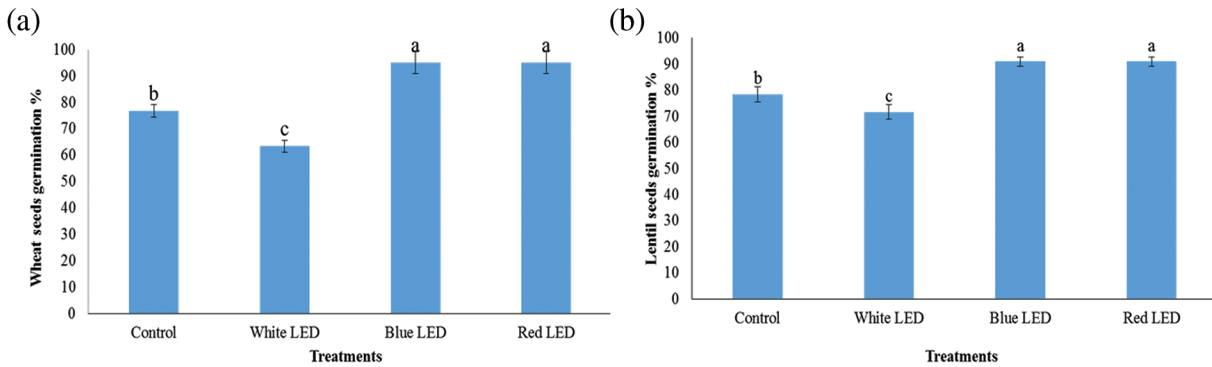 (a)
Wheat seeds germination %
100
90
80
70
60
50
40
30
20
10
0
b
c
a
a
Control
White LED
Blue LED
Red LED
Treatments
(b)
Lentil seeds germination %
100
90
80
70
60
50
40
30
20
10
0
b
c
a
a
Control
White LED
Blue LED
Red LED
Treatments